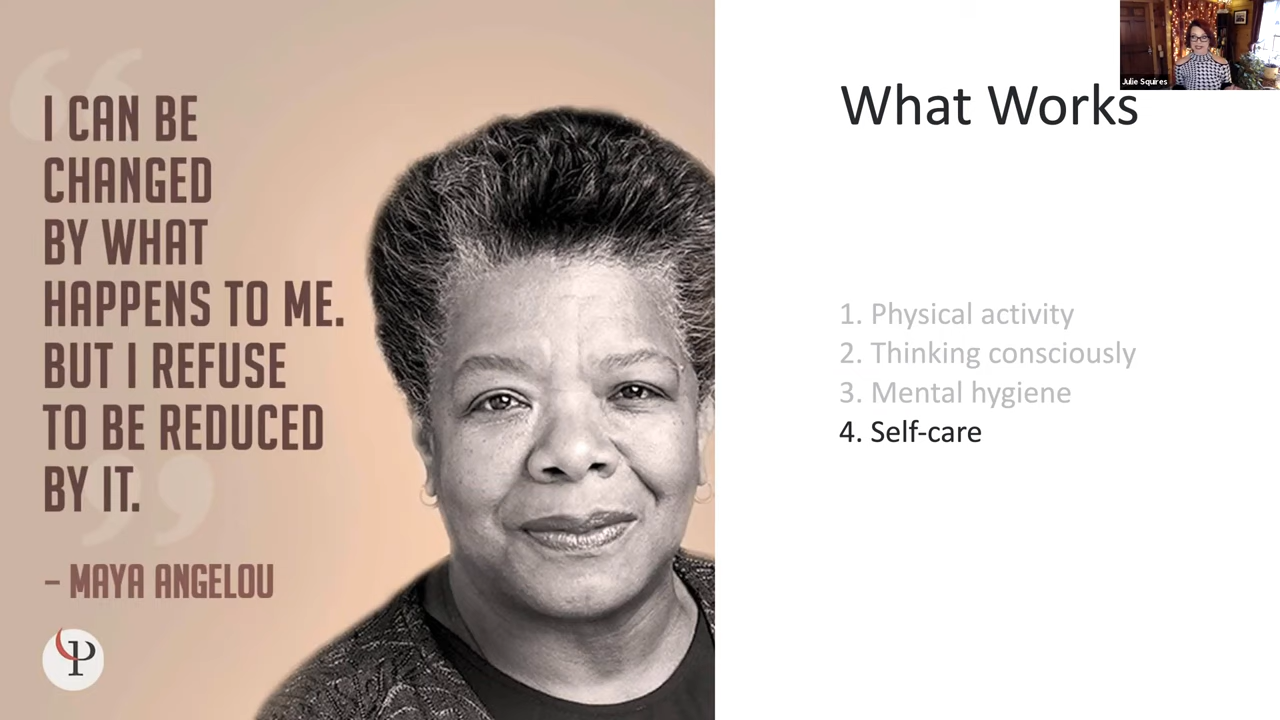 I CAN BE
CHANGED
BY WHAT
HAPPENS TO ME.
BUT I REFUSE
TO BE REDUCED
BY IT.
– MAYA ANGELOU
What Works
1. Physical activity
2. Thinking consciously
3. Mental hygiene
4. Self-care
Julie Squires